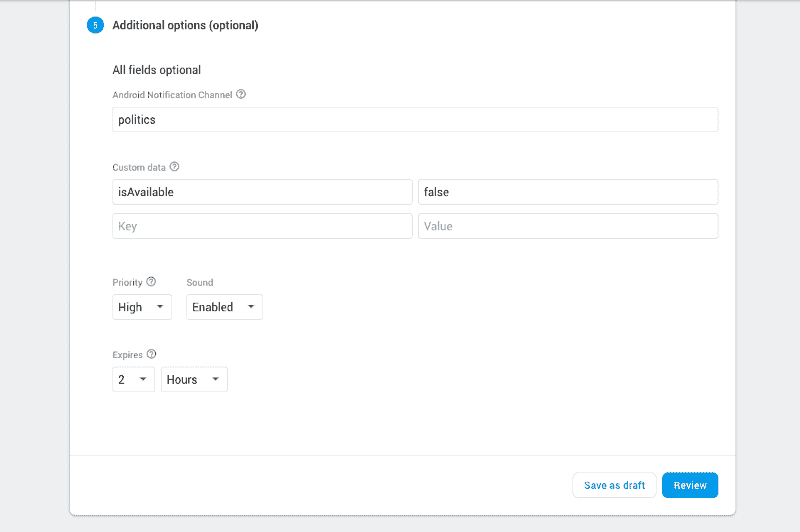 5 Additional options (optional)
All fields optional
Android Notification Channel ?
politics
Custom data ?
isAvailable false
Key Value
Priority ? Sound
High Enabled
Expires ?
2 Hours
Save as draft Review